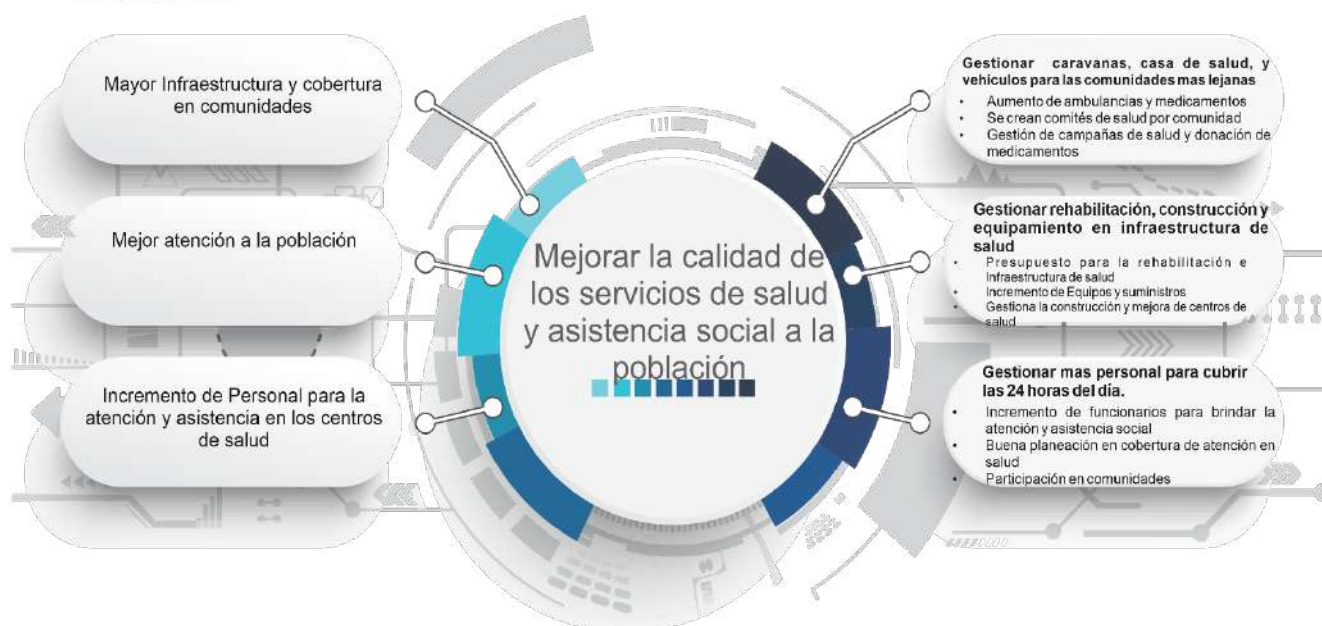 Mayor Infraestructura y cobertura
en comunidades
Mejor atención a la población
Incremento de Personal para la
atención y asistencia en los centros
de salud
Mejorar la calidad de
los servicios de salud
y asistencia social a la
población
Gestionar caravanas, casa de salud, y
vehículos para las comunidades mas lejanas
• Aumento de ambulancias y medicamentos
• Se crean comités de salud por comunidad
• Gestión de campañas de salud y donación de
medicamentos
Gestionar rehabilitación, construcción y
equipamiento en infraestructura de
salud
• Presupuesto para la rehabilitación e
Infraestructura de salud
• Incremento de Equipos y suministros
• Gestiona la construcción y mejora de centros de
salud
Gestionar mas personal para cubrir
las 24 horas del día.
• Incremento de funcionarios para brindar la
atención y asistencia social
• Buena planeación en cobertura de atención en
salud
• Participación en comunidades